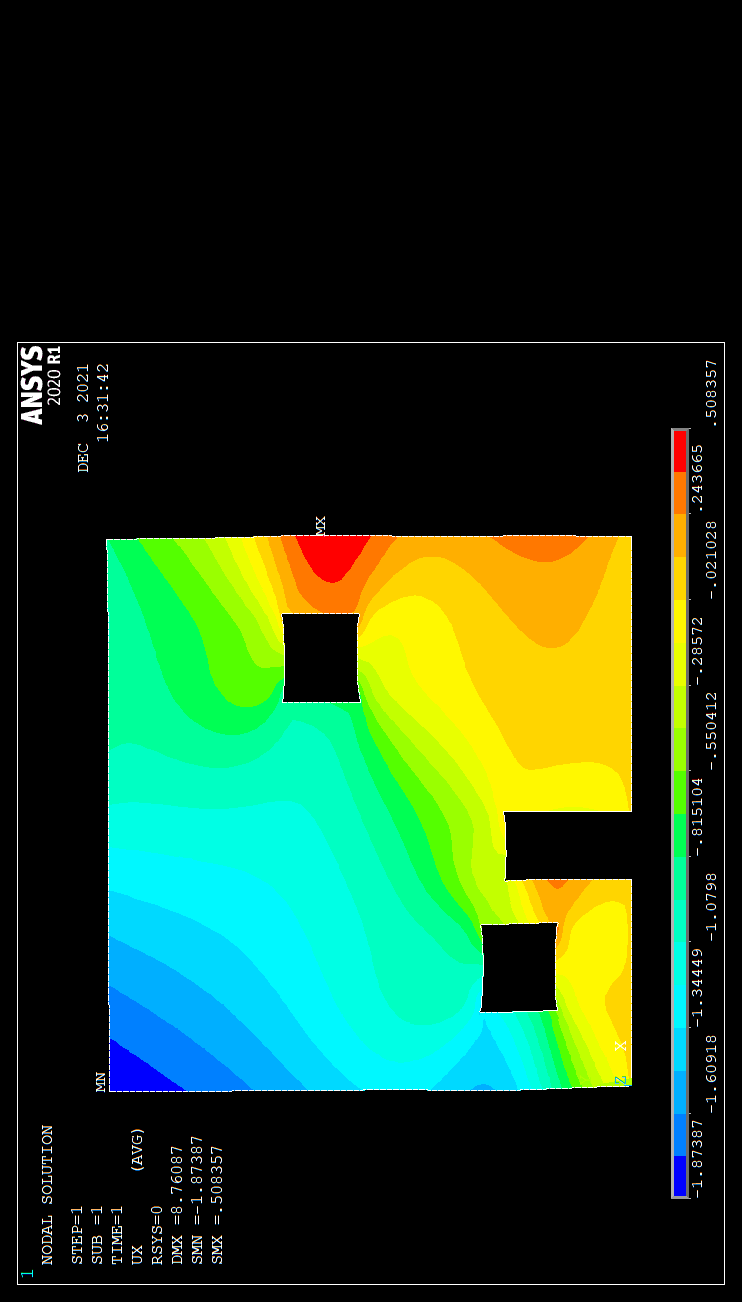 1
NODAL SOLUTION
STEP=1
SUB =1
TIME=1
UX (AVG)
RSYS=0
DMX =8.76087
SMN =-1.87387
SMX =.508357
ANSYS
2020 R1
DEC 3 2021
16:31:42
MN
MX
Z X
-1.87387
-1.60918
-1.34449
-1.0798
-.815104
-.550412
-.28572
-.021028
.243665
.508357